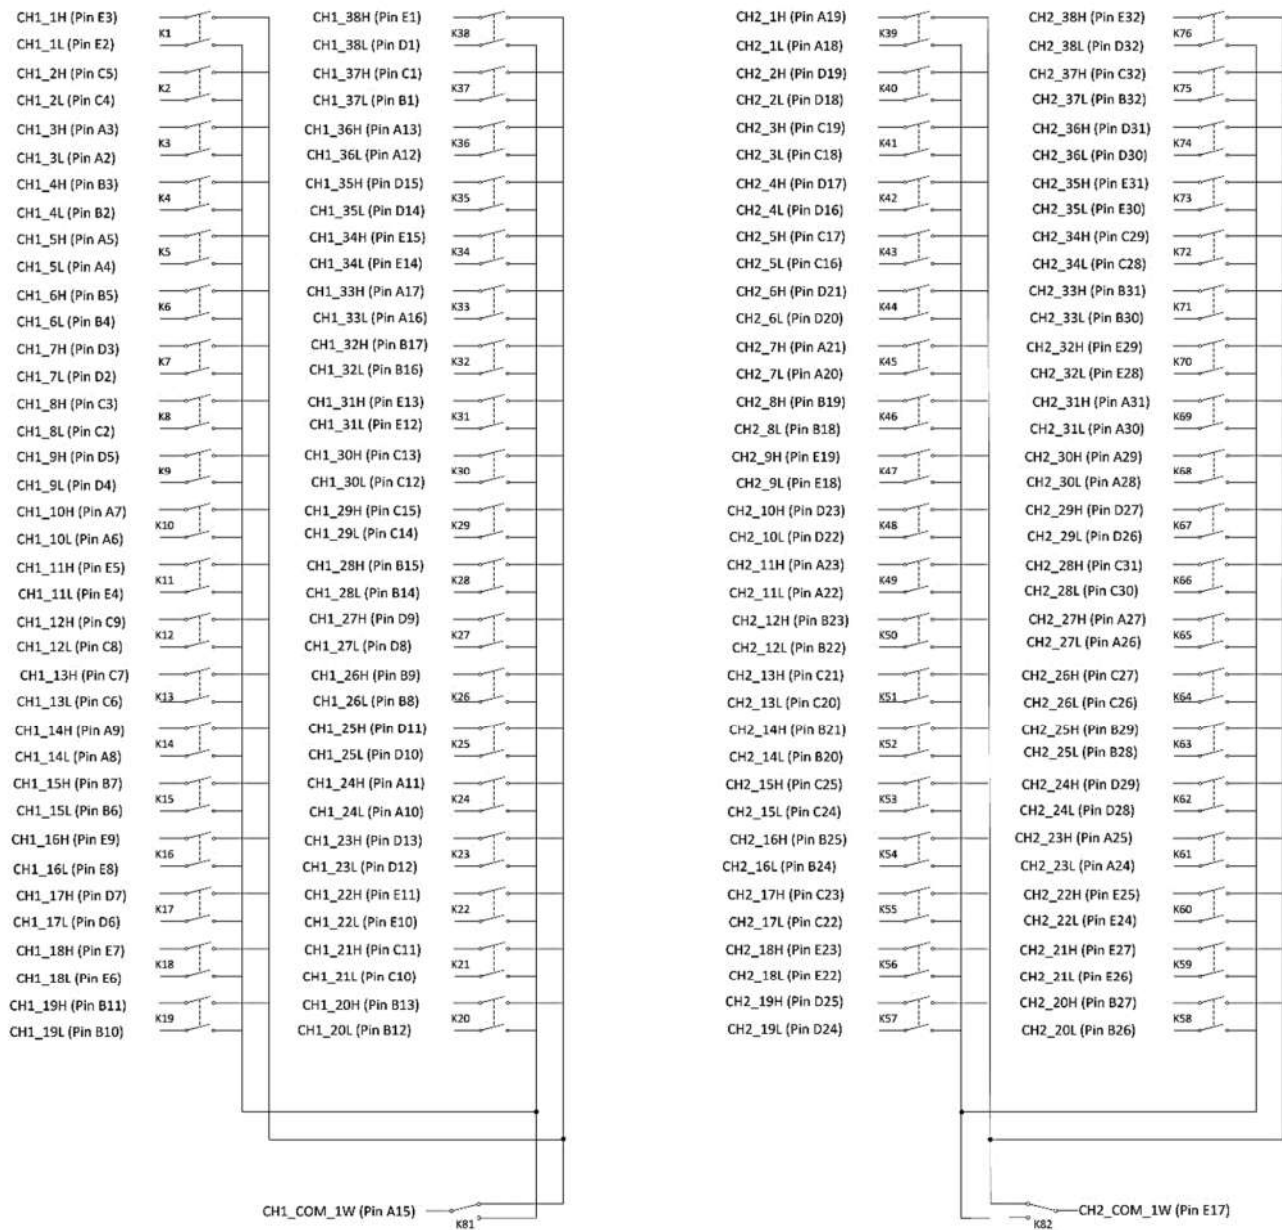 CH1_1H (Pin E3)
K1
CH1_1L (Pin E2)
CH1_2H (Pin C5)
K2
CH1_2L (Pin C4)
CH1_3H (Pin A3)
K3
CH1_3L (Pin A2)
CH1_4H (Pin B3)
K4
CH1_4L (Pin B2)
CH1_5H (Pin A5)
K5
CH1_5L (Pin A4)
CH1_6H (Pin B5)
K6
CH1_6L (Pin B4)
CH1_7H (Pin D3)
K7
CH1_7L (Pin D2)
CH1_8H (Pin C3)
K8
CH1_8L (Pin C2)
CH1_9H (Pin D5)
K9
CH1_9L (Pin D4)
CH1_10H (Pin A7)
K10
CH1_10L (Pin A6)
CH1_11H (Pin E5)
K11
CH1_11L (Pin E4)
CH1_12H (Pin C9)
K12
CH1_12L (Pin C8)
CH1_13H (Pin C7)
K13
CH1_13L (Pin C6)
CH1_14H (Pin A9)
K14
CH1_14L (Pin A8)
CH1_15H (Pin B7)
K15
CH1_15L (Pin B6)
CH1_16H (Pin E9)
K16
CH1_16L (Pin E8)
CH1_17H (Pin D7)
K17
CH1_17L (Pin D6)
CH1_18H (Pin E7)
K18
CH1_18L (Pin E6)
CH1_19H (Pin B11)
K19
CH1_19L (Pin B10)
CH1_38H (Pin E1)
K38
CH1_38L (Pin D1)
CH1_37H (Pin C1)
K37
CH1_37L (Pin B1)
CH1_36H (Pin A13)
K36
CH1_36L (Pin A12)
CH1_35H (Pin D15)
K35
CH1_35L (Pin D14)
CH1_34H (Pin E15)
K34
CH1_34L (Pin E14)
CH1_33H (Pin A17)
K33
CH1_33L (Pin A16)
CH1_32H (Pin B17)
K32
CH1_32L (Pin B16)
CH1_31H (Pin E13)
K31
CH1_31L (Pin E12)
CH1_30H (Pin C13)
K30
CH1_30L (Pin C12)
CH1_29H (Pin C15)
K29
CH1_29L (Pin C14)
CH1_28H (Pin B15)
K28
CH1_28L (Pin B14)
CH1_27H (Pin D9)
K27
CH1_27L (Pin D8)
CH1_26H (Pin B9)
K26
CH1_26L (Pin B8)
CH1_25H (Pin D11)
K25
CH1_25L (Pin D10)
CH1_24H (Pin A11)
K24
CH1_24L (Pin A10)
CH1_23H (Pin D13)
K23
CH1_23L (Pin D12)
CH1_22H (Pin E11)
K22
CH1_22L (Pin E10)
CH1_21H (Pin C11)
K21
CH1_21L (Pin C10)
CH1_20H (Pin B13)
K20
CH1_20L (Pin B12)
CH1_COM_1W (Pin A15)
K81
CH2_1H (Pin A19)
K39
CH2_1L (Pin A18)
CH2_2H (Pin D19)
K40
CH2_2L (Pin D18)
CH2_3H (Pin C19)
K41
CH2_3L (Pin C18)
CH2_4H (Pin D17)
K42
CH2_4L (Pin D16)
CH2_5H (Pin C17)
K43
CH2_5L (Pin C16)
CH2_6H (Pin D21)
K44
CH2_6L (Pin D20)
CH2_7H (Pin A21)
K45
CH2_7L (Pin A20)
CH2_8H (Pin B19)
K46
CH2_8L (Pin B18)
CH2_9H (Pin E19)
K47
CH2_9L (Pin E18)
CH2_10H (Pin D23)
K48
CH2_10L (Pin D22)
CH2_11H (Pin A23)
K49
CH2_11L (Pin A22)
CH2_12H (Pin B23)
K50
CH2_12L (Pin B22)
CH2_13H (Pin C21)
K51
CH2_13L (Pin C20)
CH2_14H (Pin B21)
K52
CH2_14L (Pin B20)
CH2_15H (Pin C25)
K53
CH2_15L (Pin C24)
CH2_16H (Pin B25)
K54
CH2_16L (Pin B24)
CH2_17H (Pin C23)
K55
CH2_17L (Pin C22)
CH2_18H (Pin E23)
K56
CH2_18L (Pin E22)
CH2_19H (Pin D25)
K57
CH2_19L (Pin D24)
CH2_38H (Pin E32)
K76
CH2_38L (Pin D32)
CH2_37H (Pin C32)
K75
CH2_37L (Pin B32)
CH2_36H (Pin D31)
K74
CH2_36L (Pin D30)
CH2_35H (Pin E31)
K73
CH2_35L (Pin E30)
CH2_34H (Pin C29)
K72
CH2_34L (Pin C28)
CH2_33H (Pin B31)
K71
CH2_33L (Pin B30)
CH2_32H (Pin E29)
K70
CH2_32L (Pin E28)
CH2_31H (Pin A31)
K69
CH2_31L (Pin A30)
CH2_30H (Pin A29)
K68
CH2_30L (Pin A28)
CH2_29H (Pin D27)
K67
CH2_29L (Pin D26)
CH2_28H (Pin C31)
K66
CH2_28L (Pin C30)
CH2_27H (Pin A27)
K65
CH2_27L (Pin A26)
CH2_26H (Pin C27)
K64
CH2_26L (Pin C26)
CH2_25H (Pin B29)
K63
CH2_25L (Pin B28)
CH2_24H (Pin D29)
K62
CH2_24L (Pin D28)
CH2_23H (Pin A25)
K61
CH2_23L (Pin A24)
CH2_22H (Pin E25)
K60
CH2_22L (Pin E24)
CH2_21H (Pin E27)
K59
CH2_21L (Pin E26)
CH2_20H (Pin B27)
K58
CH2_20L (Pin B26)
CH2_COM_1W (Pin E17)
K82